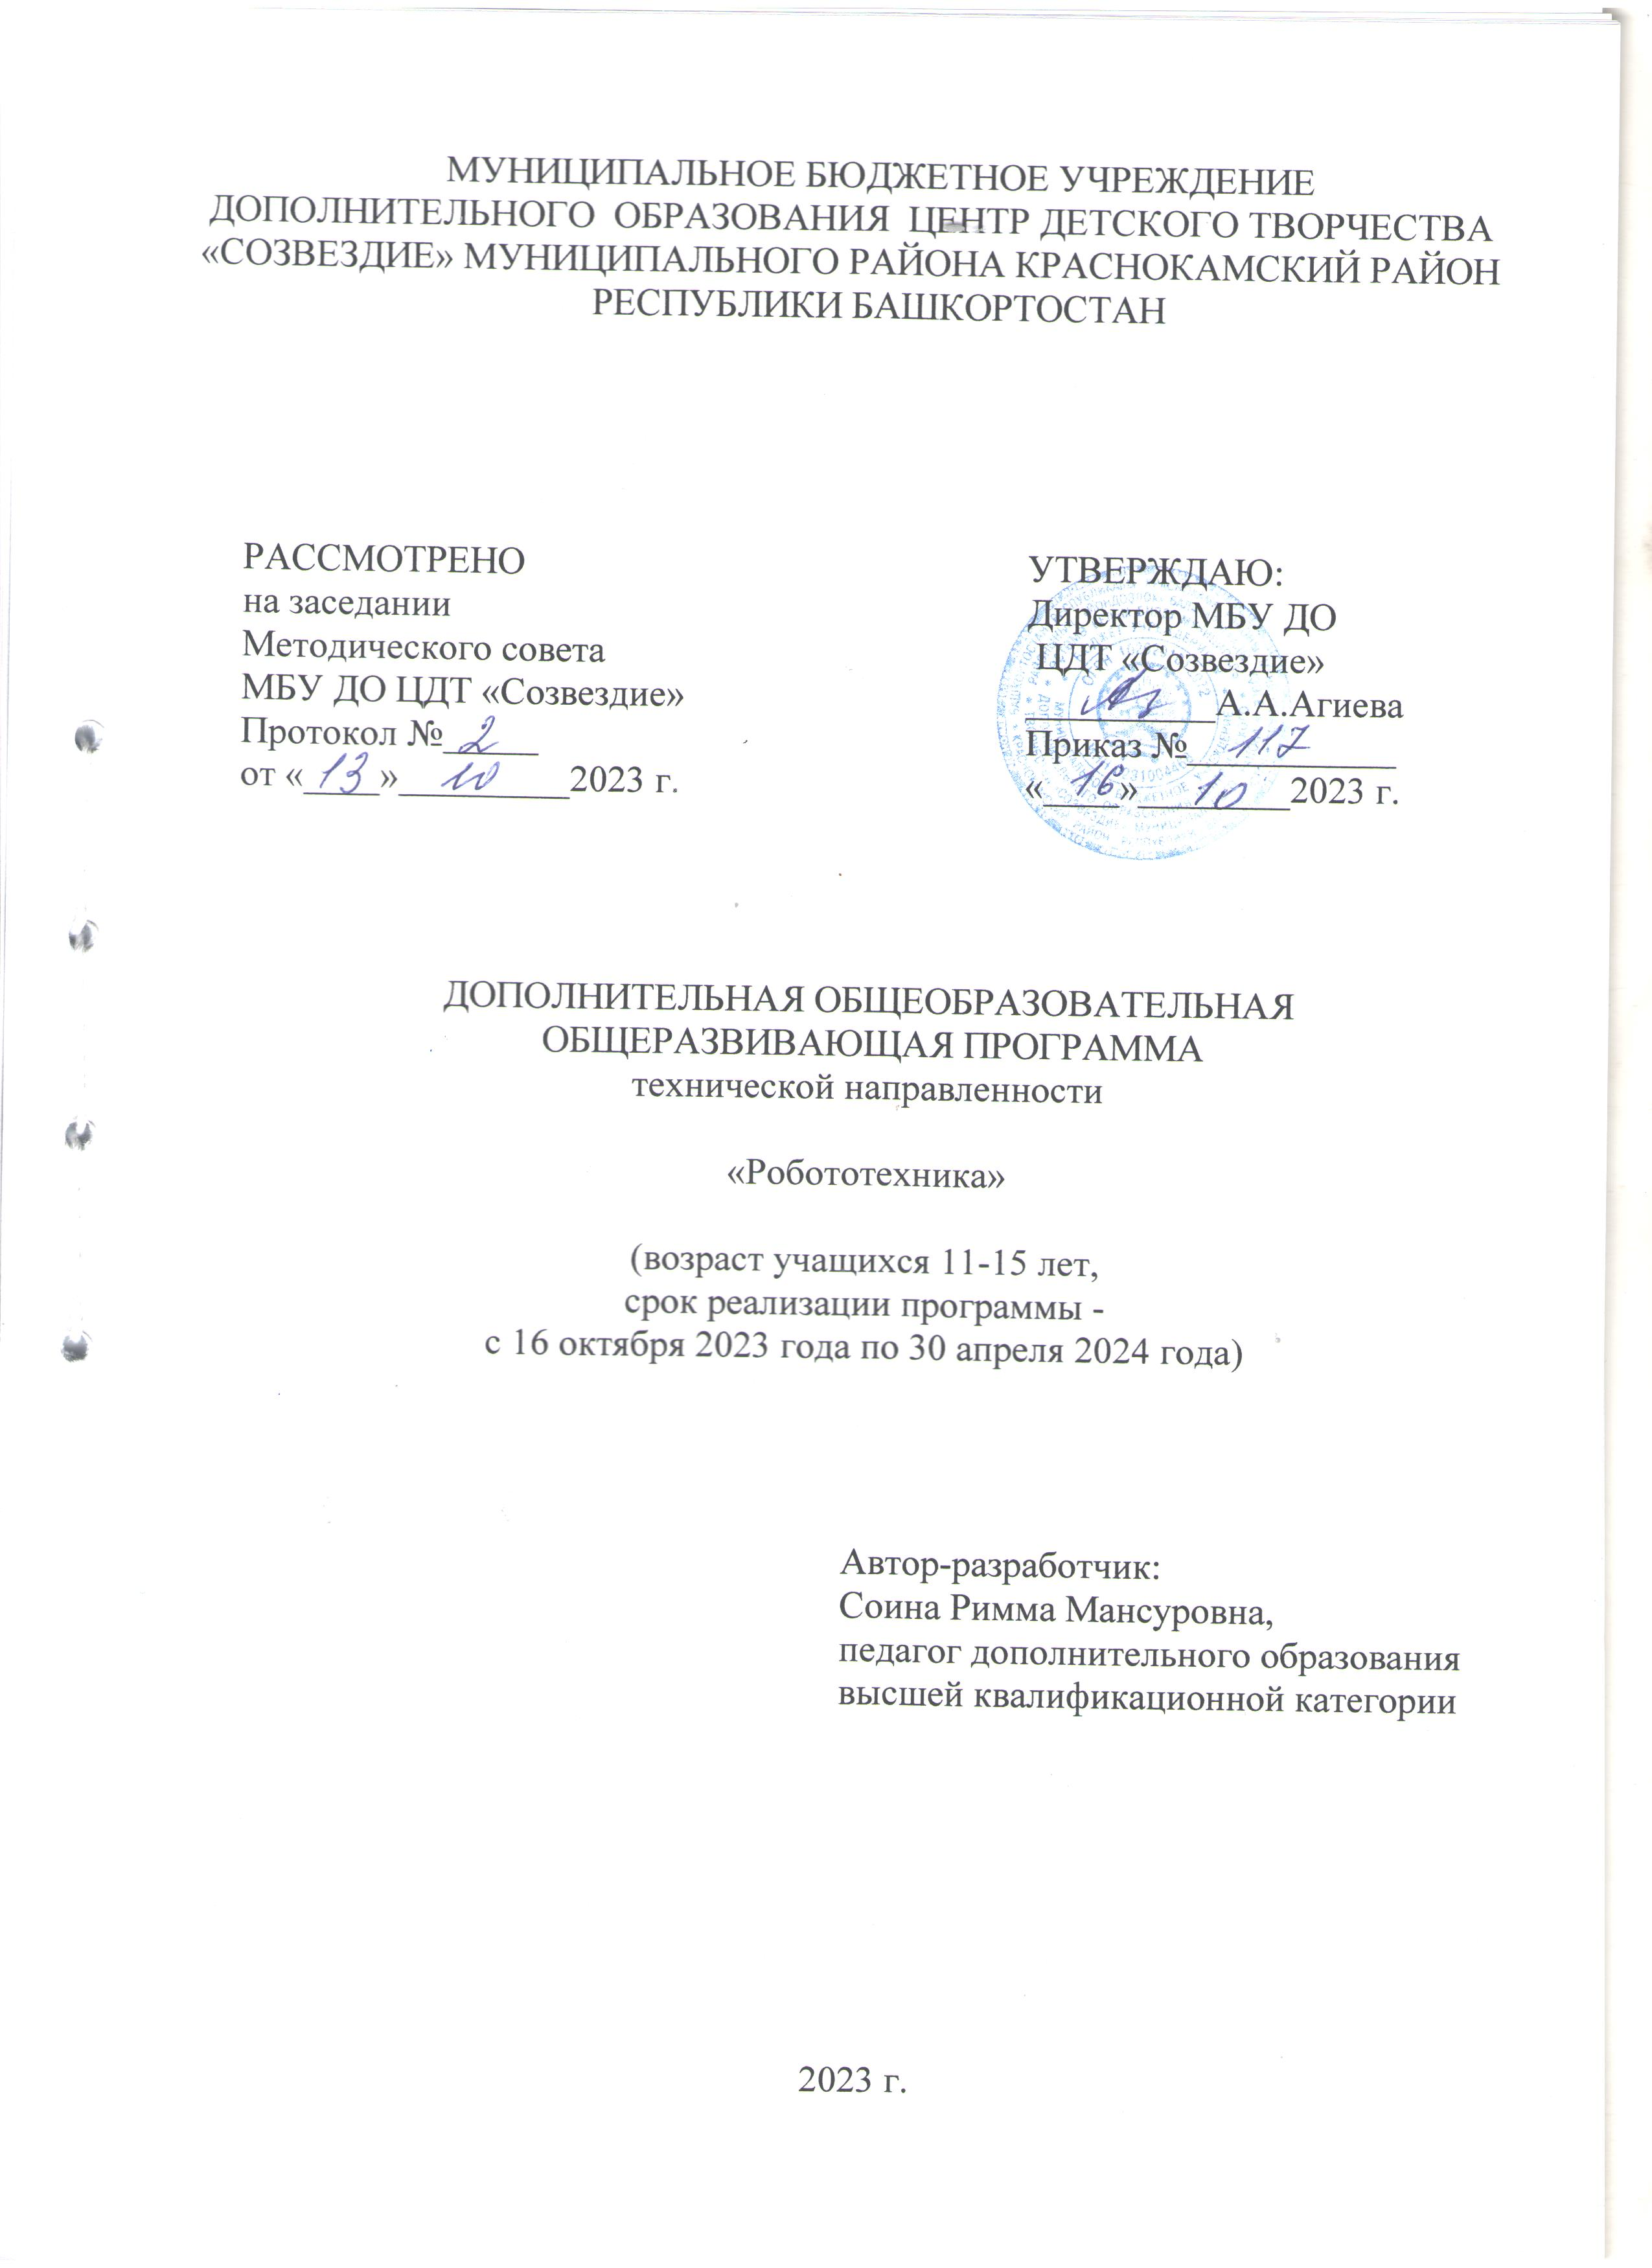 МУНИЦИПАЛЬНОЕ БЮДЖЕТНОЕ УЧРЕЖДЕНИЕ
ДОПОЛНИТЕЛЬНОГО ОБРАЗОВАНИЯ ЦЕНТР ДЕТСКОГО ТВОРЧЕСТВА
«СОЗВЕЗДИЕ» МУНИЦИПАЛЬНОГО РАЙОНА КРАСНОКАМСКИЙ РАЙОН
РЕСПУБЛИКИ БАШКОРТОСТАН
РАССМОТРЕНО
на заседании
Методического совета
МБУ ДО ЦДТ «Созвездие»
Протокол № 2
от «13» 10 2023 г.
УТВЕРЖДАЮ:
Директор МБУ ДО
ЦДТ «Созвездие»
А.А.Агиева
Приказ № 117
«16» 10 2023 г.
ДОПОЛНИТЕЛЬНАЯ ОБЩЕОБРАЗОВАТЕЛЬНАЯ
ОБЩЕРАЗВИВАЮЩАЯ ПРОГРАММА
технической направленности
«Робототехника»
(возраст учащихся 11-15 лет,
срок реализации программы -
с 16 октября 2023 года по 30 апреля 2024 года)
Автор-разработчик:
Соина Римма Мансуровна,
педагог дополнительного образования
высшей квалификационной категории
2023 г.